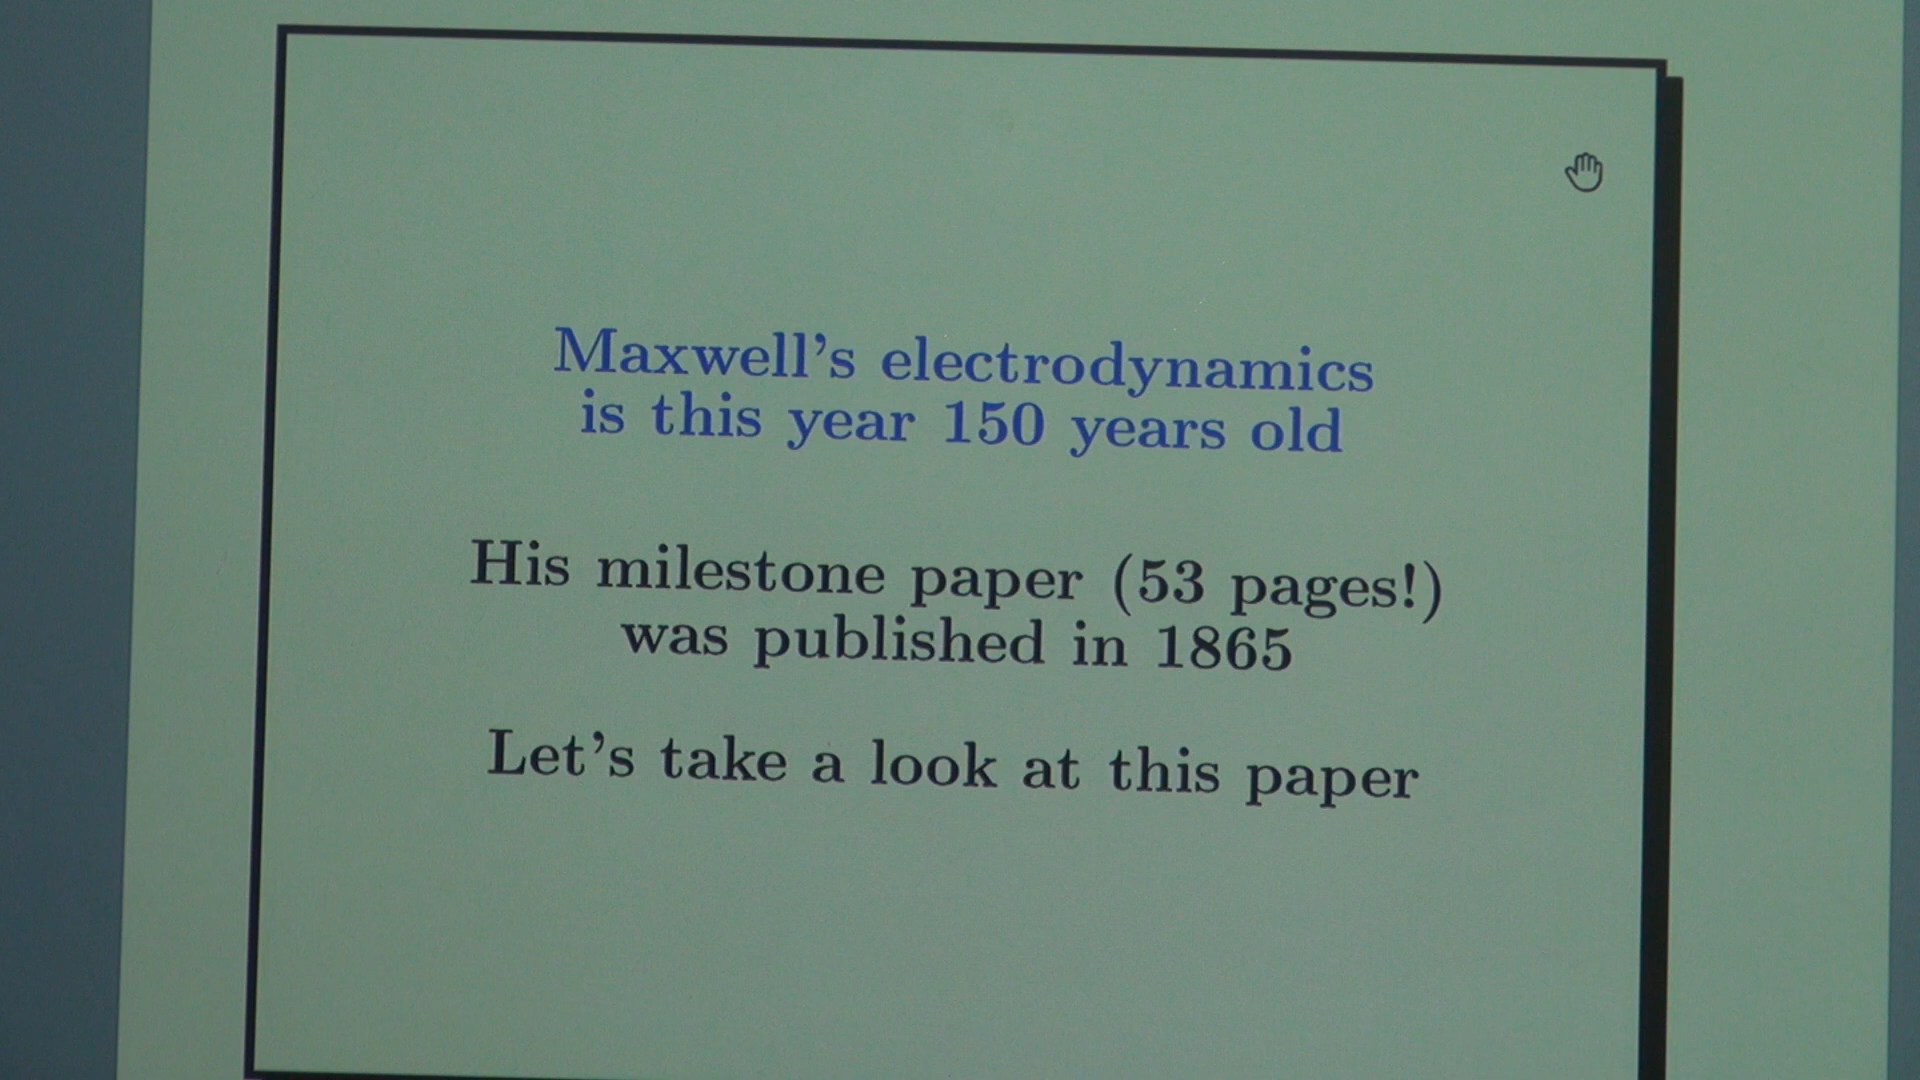 Maxwell's electrodynamics
is this year 150 years old
His milestone paper (53 pages!)
was published in 1865
Let's take a look at this paper